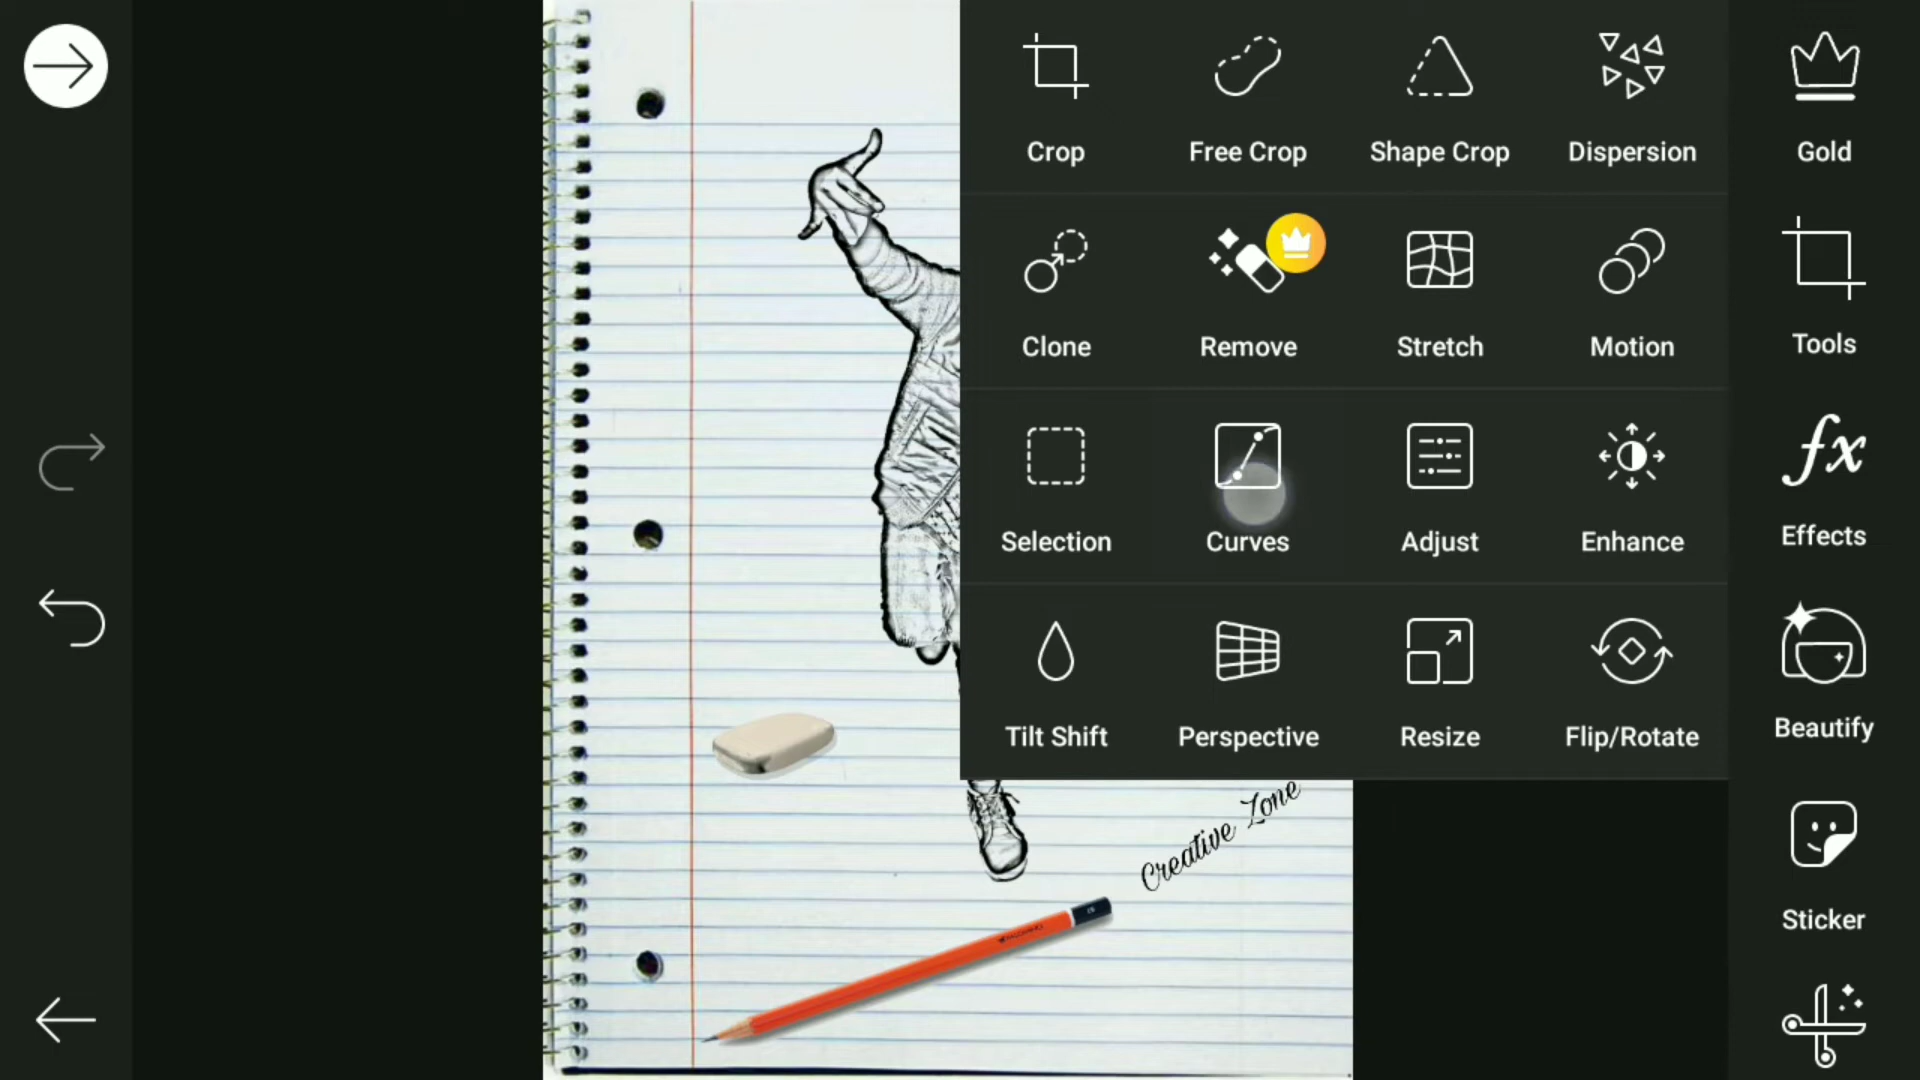 Crop Free Crop Shape Crop Dispersion Gold
Clone Remove Stretch Motion Tools
Selection Curves Adjust Enhance Effects
Tilt Shift Perspective Resize Flip/Rotate Beautify
Sticker
Creative Zone